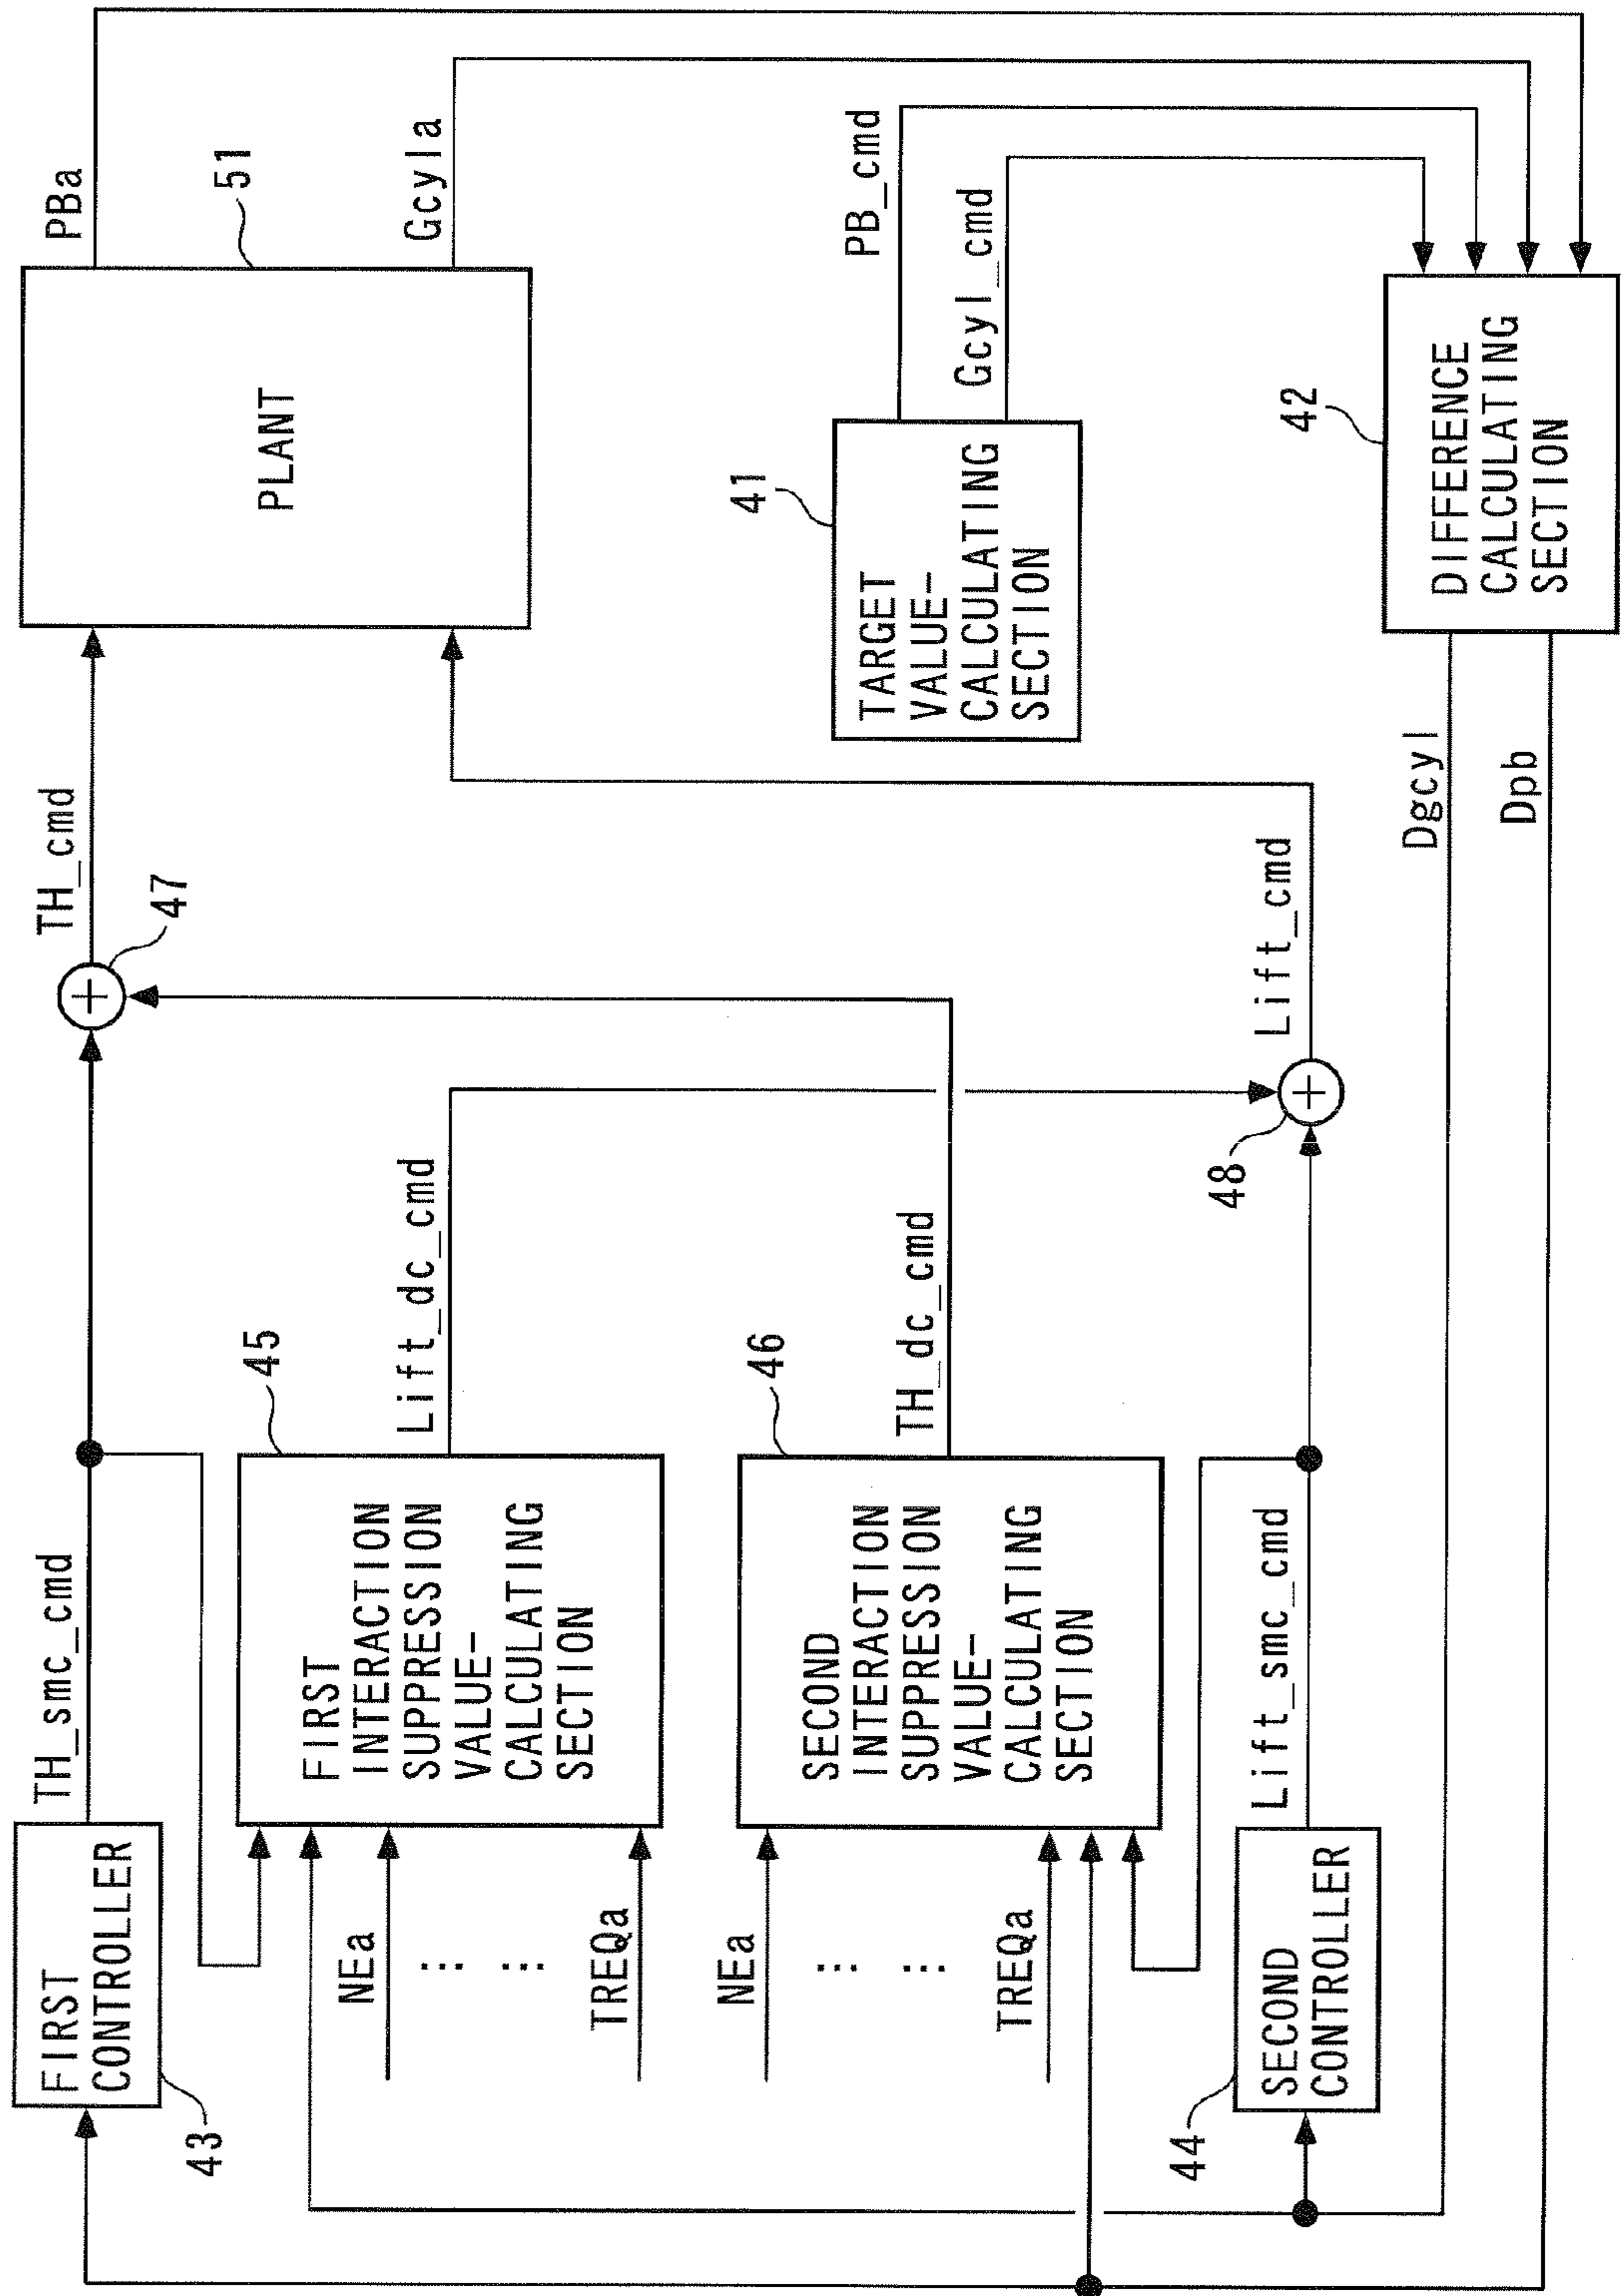 FIRST
CONTROLLER
43
TH_smc_cmd
47
TH_cmd
PLANT
51
PBa
Gcyla
FIRST
INTERACTION
SUPPRESSION
VALUE-
CALCULATING
SECTION
45
NEa
TREQa
Lift_dc_cmd
SECOND
INTERACTION
SUPPRESSION
VALUE-
CALCULATING
SECTION
46
NEa
TREQa
TH_dc_cmd
TARGET
VALUE-
CALCULATING
SECTION
41
PB_cmd
Gcyl_cmd
SECOND
CONTROLLER
44
Lift_smc_cmd
48
Lift_cmd
DIFFERENCE
CALCULATING
SECTION
42
Dgcyl
Dpb